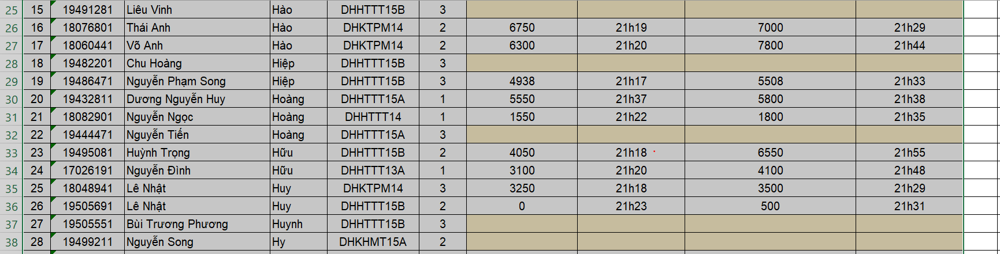 25 15 19491281 Liêu Vinh Hào DHHTTT15B 3
26 16 18076801 Thái Anh Hào DHKTPM14 2 6750 21h19 7000 21h29
27 17 18060441 Võ Anh Hào DHKTPM14 2 6300 21h20 7800 21h44
28 18 19482201 Chu Hoàng Hiệp DHHTTT15B 3
29 19 19486471 Nguyễn Phạm Song Hiệp DHHTTT15B 3 4938 21h17 5508 21h33
30 20 19432811 Dương Nguyễn Huy Hoàng DHHTTT15A 1 5550 21h37 5800 21h38
31 21 18082901 Nguyễn Ngọc Hoàng DHHTTT14 1 1550 21h22 1800 21h35
32 22 19444471 Nguyễn Tiến Hoàng DHHTTT15A 3
33 23 19495081 Huỳnh Trọng Hữu DHHTTT15B 2 4050 21h18 6550 21h55
34 24 17026191 Nguyễn Đình Hữu DHHTTT13A 1 3100 21h20 4100 21h48
35 25 18048941 Lê Nhật Huy DHKTPM14 3 3250 21h18 3500 21h29
36 26 19505691 Lê Nhật Huy DHHTTT15B 2 0 21h23 500 21h31
37 27 19505551 Bùi Trương Phương Huynh DHHTTT15B 3
38 28 19499211 Nguyễn Song Hy DHKHMT15A 2